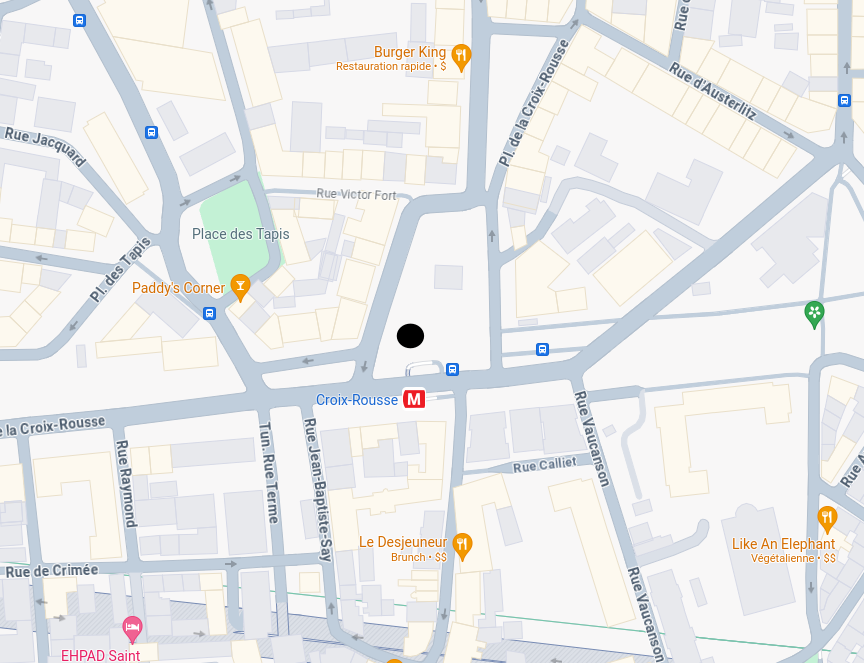 Burger King
Restauration rapide • $
Pl. de la Croix-Rousse
Rue d
Rue d'Austerlitz
Rue Jacquard
Rue Victor Fort
Place des Tapis
Pl. des Tapis
Paddy's Corner
Croix-Rousse
M
e la Croix-Rousse
Rue Raymond
Tun. Rue Terme
Rue Jean-Baptiste-Say
Rue Vaucanson
Rue Calliet
Rue A
Le Desjeuneur
Brunch • $$
Like An Elephant
Végétalienne • $$
Rue de Crimée
Rue Vaucanson
EHPAD Saint